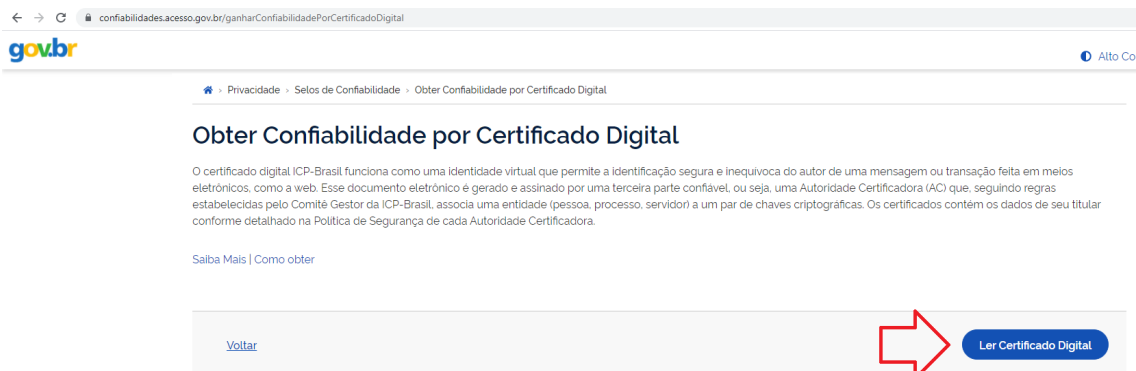 confiabilidades.acesso.gov.br/ganharConfiabilidadePorCertificadoDigital
gov.br
Alto Co
Privacidade > Selos de Confiabilidade > Obter Confiabilidade por Certificado Digital
Obter Confiabilidade por Certificado Digital
O certificado digital ICP-Brasil funciona como uma identidade virtual que permite a identificação segura e inequívoca do autor de uma mensagem ou transação feita em meios
eletrônicos, como a web. Esse documento eletrônico é gerado e assinado por uma terceira parte confiável, ou seja, uma Autoridade Certificadora (AC) que, seguindo regras
estabelecidas pelo Comitê Gestor da ICP-Brasil, associa uma entidade (pessoa, processo, servidor) a um par de chaves criptográficas. Os certificados contém os dados de seu titular
conforme detalhado na Política de Segurança de cada Autoridade Certificadora.
Saiba Mais | Como obter
Voltar
Ler Certificado Digital